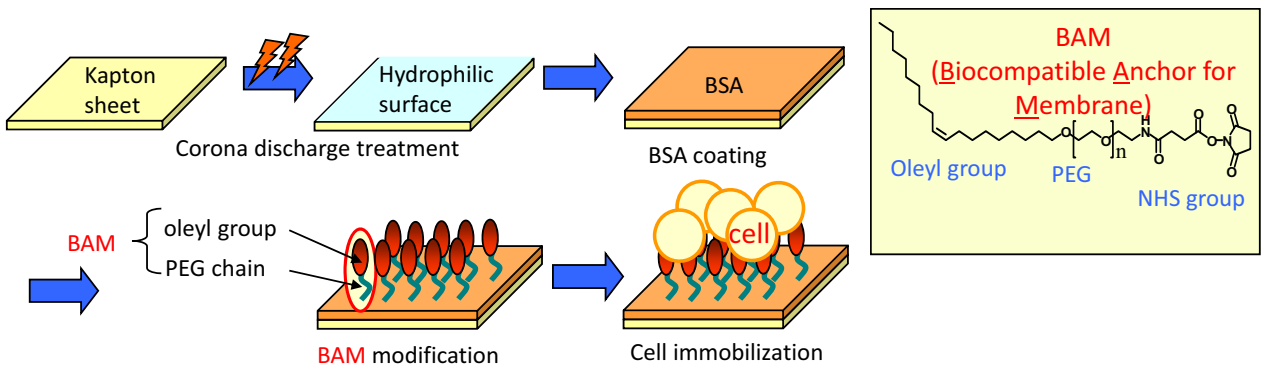 Kapton
sheet
Hydrophilic
surface
BSA
Corona discharge treatment
BSA coating
BAM
(Biocompatible Anchor for
Membrane)
H
N
O
O
n
O
O
O
N
O
O
Oleyl group
PEG
NHS group
BAM
oleyl group
PEG chain
cell
BAM modification
Cell immobilization